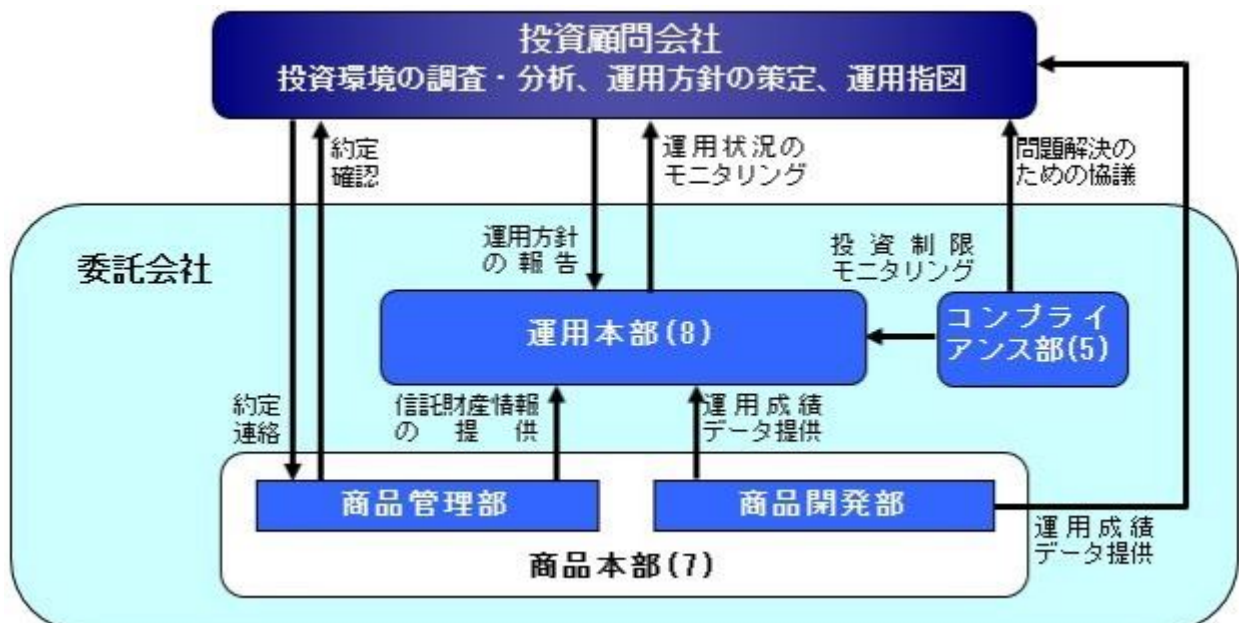 投資顧問会社
投資環境の調査・分析、運用方針の策定、運用指図
約定
確認
運用状況の
モニタリング
問題解決の
ための協議
委託会社
運用方針
の報告
投資制限
モニタリング
運用本部(8)
コンプライ
アンス部(5)
約定
連絡
信託財産情報
の提供
運用成績
データ提供
商品管理部
商品開発部
運用成績
データ提供
商品本部(7)